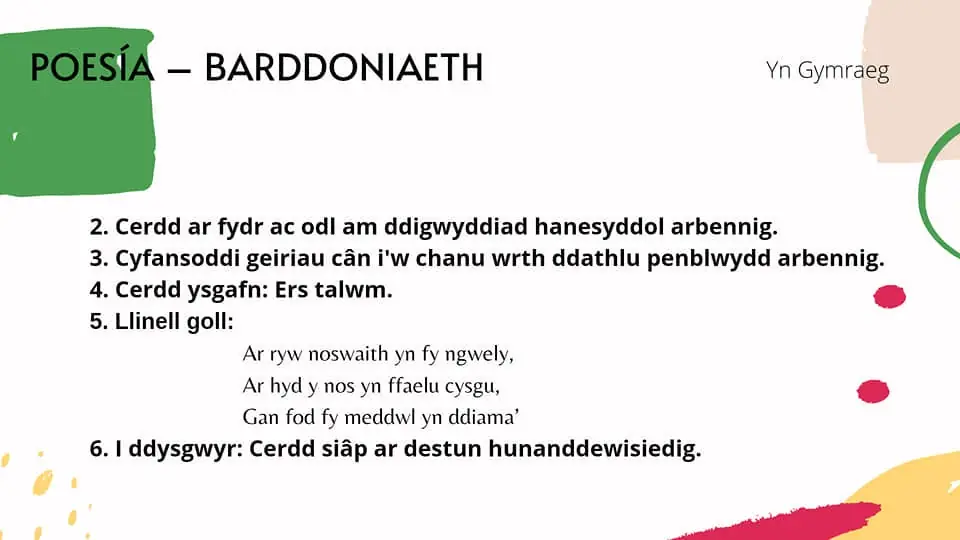 POESÍA – BARDDONIAETH
Yn Gymraeg
2. Cerdd ar fydr ac odl am ddigwyddiad hanesyddol arbennig.
3. Cyfansoddi geiriau cân i'w chanu wrth ddathlu penblwydd arbennig.
4. Cerdd ysgafn: Ers talwm.
5. Llinell goll:
Ar ryw noswaith yn fy ngwely,
Ar hyd y nos yn ffaelu cysgu,
Gan fod fy meddwl yn ddiama’
6. I ddysgwyr: Cerdd siâp ar destun hunanddewisiedig.